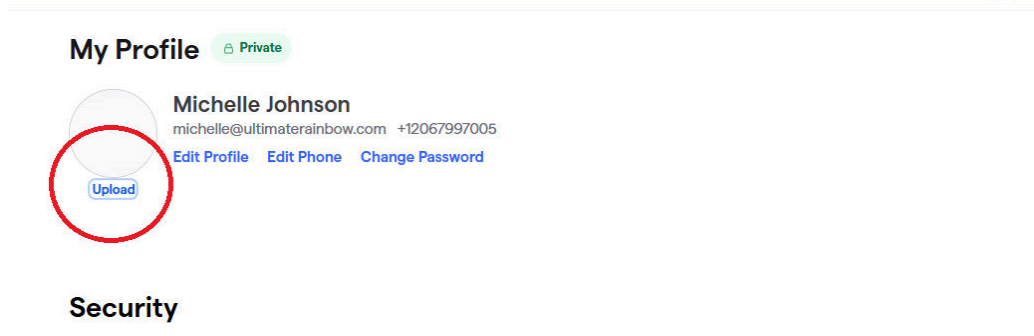 My Profile Private
Michelle Johnson
michelle@ultimaterainbow.com +12067997005
Edit Profile Edit Phone Change Password
Upload
Security